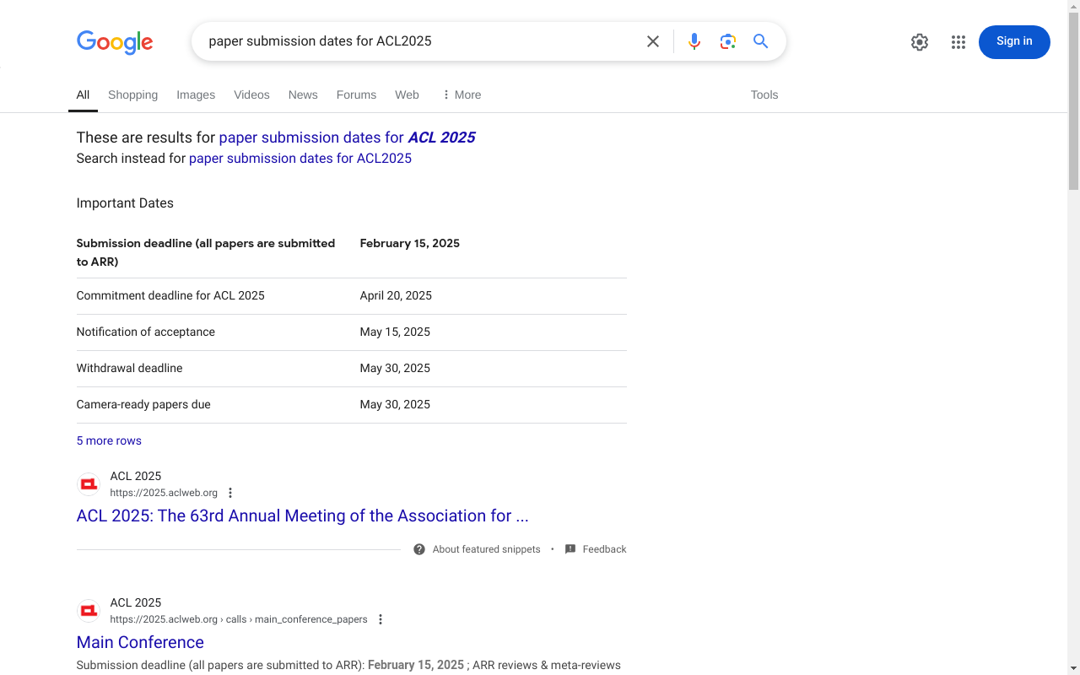 Google
paper submission dates for ACL2025
Sign in
All Shopping Images Videos News Forums Web More Tools
These are results for paper submission dates for ACL 2025
Search instead for paper submission dates for ACL2025
Important Dates
Submission deadline (all papers are submitted to ARR) February 15, 2025
Commitment deadline for ACL 2025 April 20, 2025
Notification of acceptance May 15, 2025
Withdrawal deadline May 30, 2025
Camera-ready papers due May 30, 2025
5 more rows
ACL 2025
https://2025.aclweb.org
ACL 2025: The 63rd Annual Meeting of the Association for ...
About featured snippets • Feedback
ACL 2025
https://2025.aclweb.org › calls › main_conference_papers
Main Conference
Submission deadline (all papers are submitted to ARR): February 15, 2025 ; ARR reviews & meta-reviews